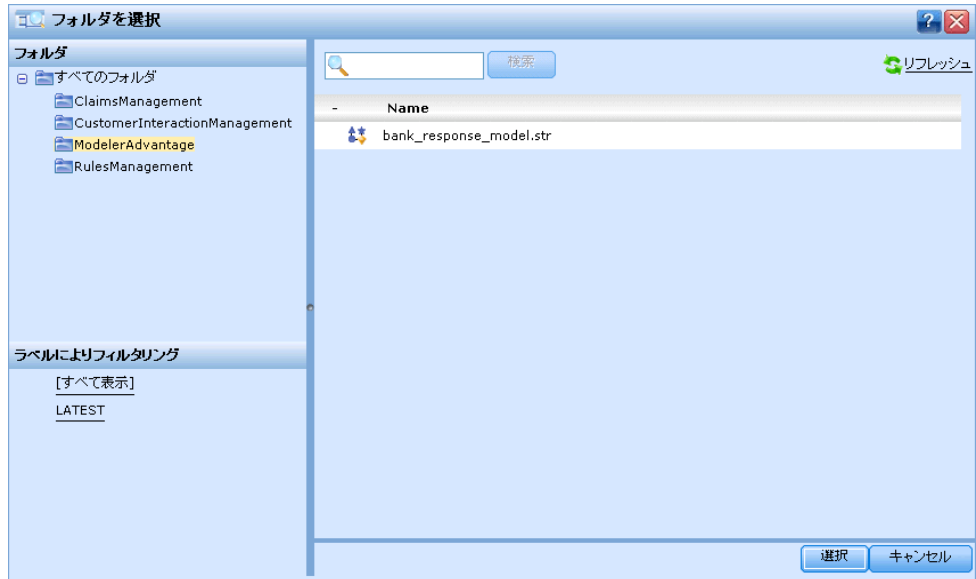 フォルダを選択
フォルダ
すべてのフォルダ
ClaimsManagement
CustomerInteractionManagement
ModelerAdvantage
RulesManagement
ラベルによりフィルタリング
[すべて表示]
LATEST
検索
リフレッシュ
- Name
bank_response_model.str
選択
キャンセル